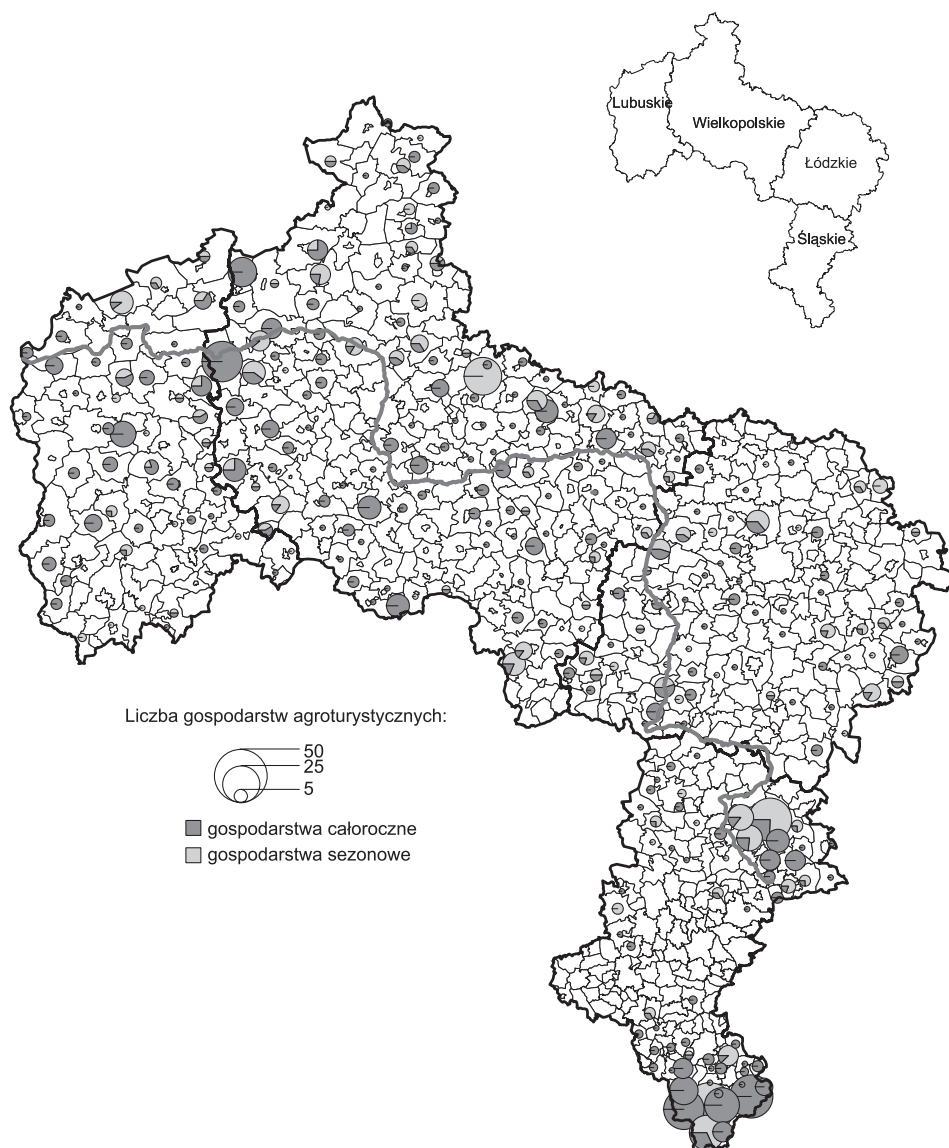 Lubuskie
Wielkopolskie
Łódzkie
Śląskie
Liczba gospodarstw agroturystycznych:
50
25
5
gospodarstwa całoroczne
gospodarstwa sezonowe